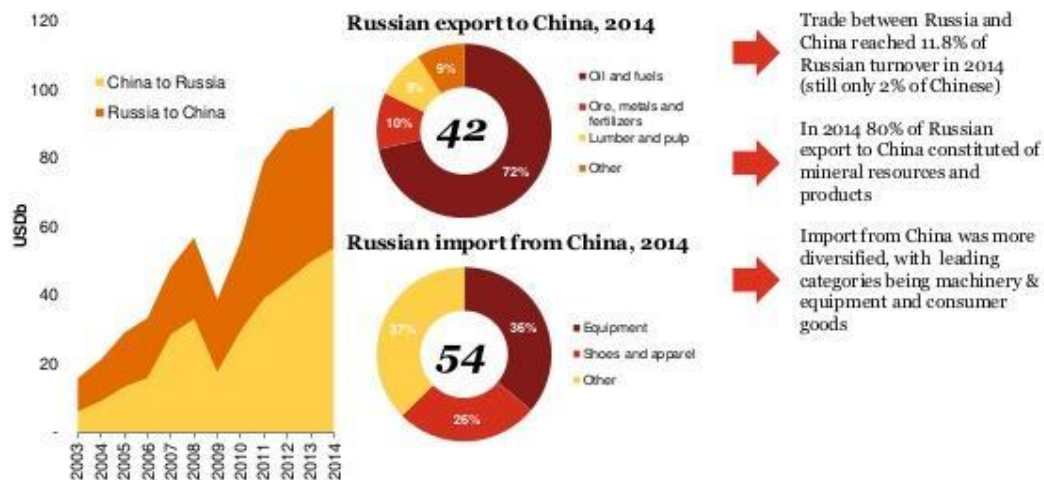 120
100
80
60
40
20
-
USDb
China to Russia
Russia to China
2003
2004
2005
2006
2007
2008
2009
2010
2011
2012
2013
2014
Russian export to China, 2014
9%
9%
10%
72%
42
Oil and fuels
Ore, metals and
fertilizers
Lumber and pulp
Other
Russian import from China, 2014
37%
36%
26%
54
Equipment
Shoes and apparel
Other
Trade between Russia and
China reached 11.8% of
Russian turnover in 2014
(still only 2% of Chinese)
In 2014 80% of Russian
export to China constituted of
mineral resources and
products
Import from China was more
diversified, with leading
categories being machinery &
equipment and consumer
goods